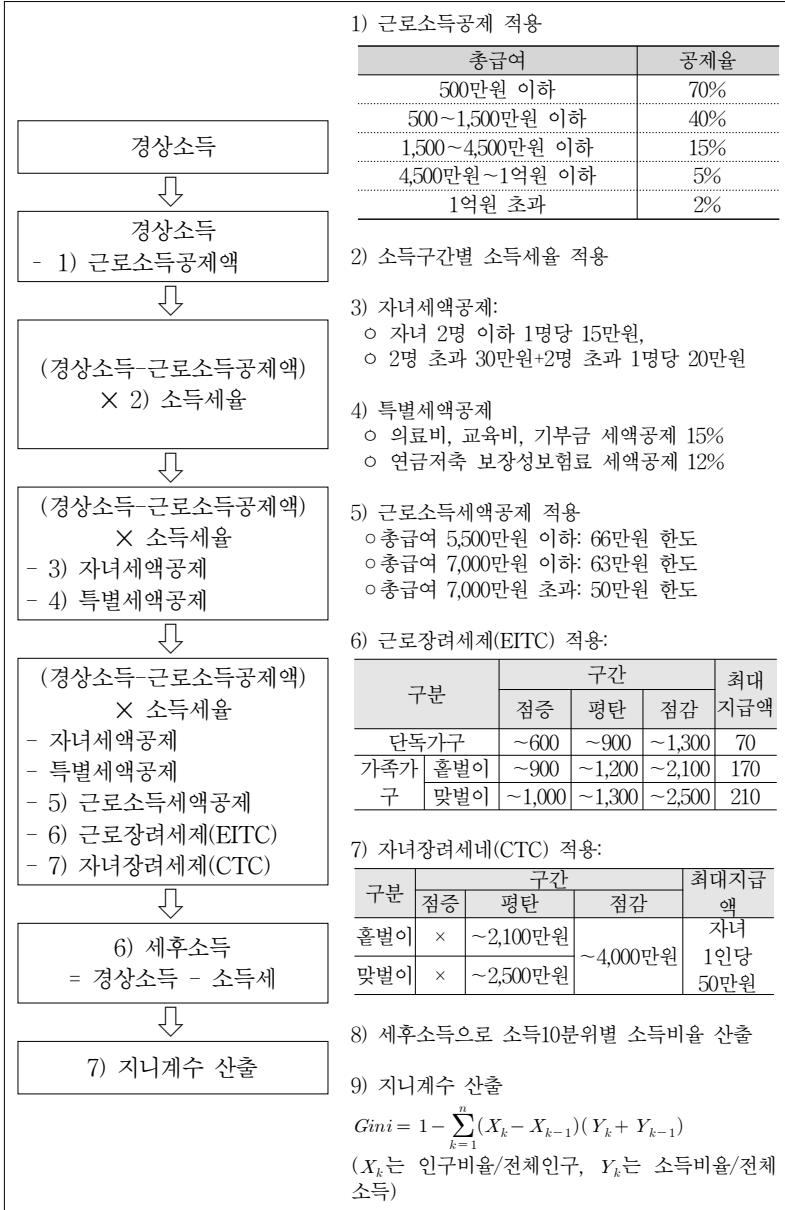 경상소득
경상소득
- 1) 근로소득공제액
(경상소득-근로소득공제액)
× 2) 소득세율
(경상소득-근로소득공제액)
× 소득세율
- 3) 자녀세액공제
- 4) 특별세액공제
(경상소득-근로소득공제액)
× 소득세율
- 자녀세액공제
- 특별세액공제
- 5) 근로소득세액공제
- 6) 근로장려세제(EITC)
- 7) 자녀장려세제(CTC)
6) 세후소득
= 경상소득 - 소득세
7) 지니계수 산출
1) 근로소득공제 적용
총급여 공제율
500만원 이하 70%
500~1,500만원 이하 40%
1,500~4,500만원 이하 15%
4,500만원~1억원 이하 5%
1억원 초과 2%
2) 소득구간별 소득세율 적용
3) 자녀세액공제:
○ 자녀 2명 이하 1명당 15만원,
○ 2명 초과 30만원+2명 초과 1명당 20만원
4) 특별세액공제
○ 의료비, 교육비, 기부금 세액공제 15%
○ 연금저축 보장성보험료 세액공제 12%
5) 근로소득세액공제 적용
○총급여 5,500만원 이하: 66만원 한도
○총급여 7,000만원 이하: 63만원 한도
○총급여 7,000만원 초과: 50만원 한도
6) 근로장려세제(EITC) 적용:
구분 구간 최대
지급액
점증 평탄 점감
단독가구 ~600 ~900 ~1,300 70
가족가
구
홑벌이 ~900 ~1,200 ~2,100 170
맞벌이 ~1,000 ~1,300 ~2,500 210
7) 자녀장려세네(CTC) 적용:
구분 구간 최대지급
액
점증 평탄 점감
홑벌이 × ~2,100만원
~4,000만원
자녀
1인당
50만원
맞벌이 × ~2,500만원
8) 세후소득으로 소득10분위별 소득비율 산출
9) 지니계수 산출
Gini = 1 - \sum_{k=1}^{n}(X_k - X_{k-1})(Y_k + Y_{k-1})
(X_k는 인구비율/전체인구, Y_k는 소득비율/전체
소득)